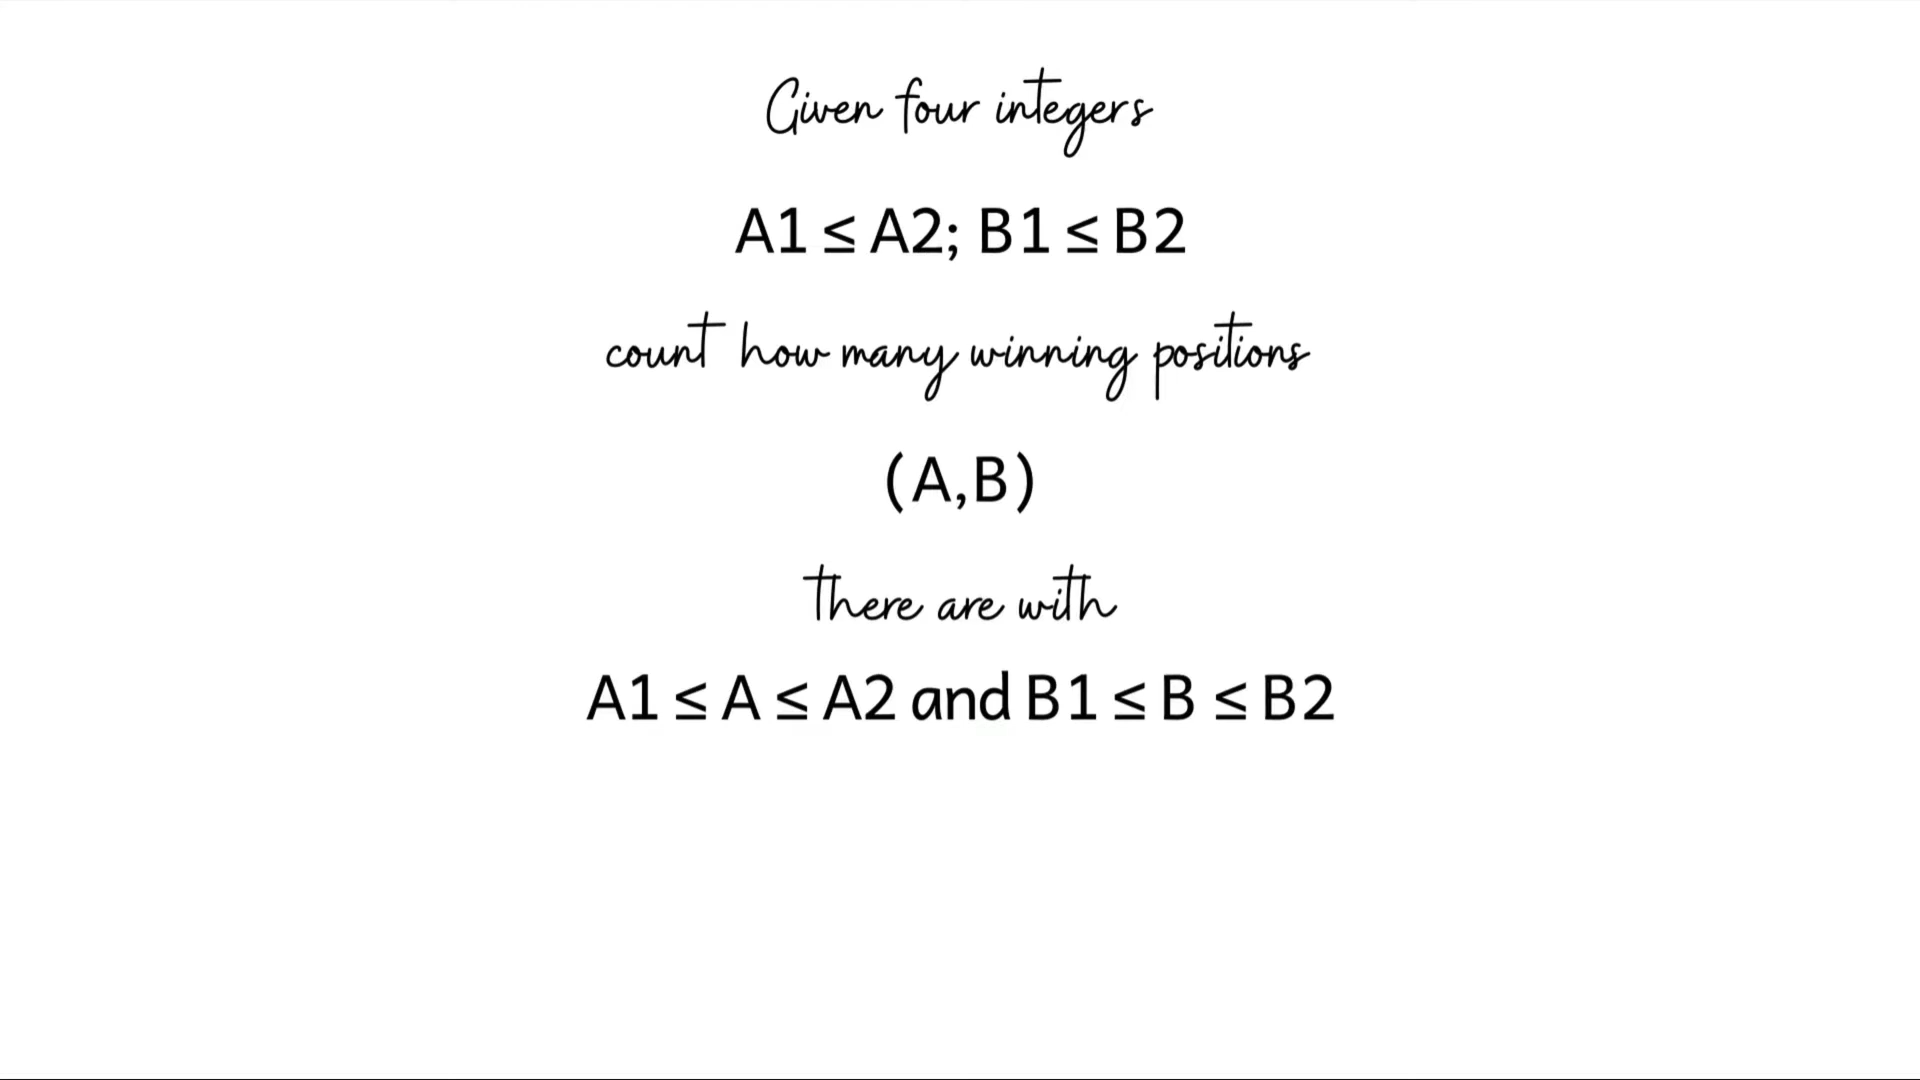 Given four integers
A1 ≤ A2; B1 ≤ B2
count how many winning positions
(A,B)
there are with
A1 ≤ A ≤ A2 and B1 ≤ B ≤ B2